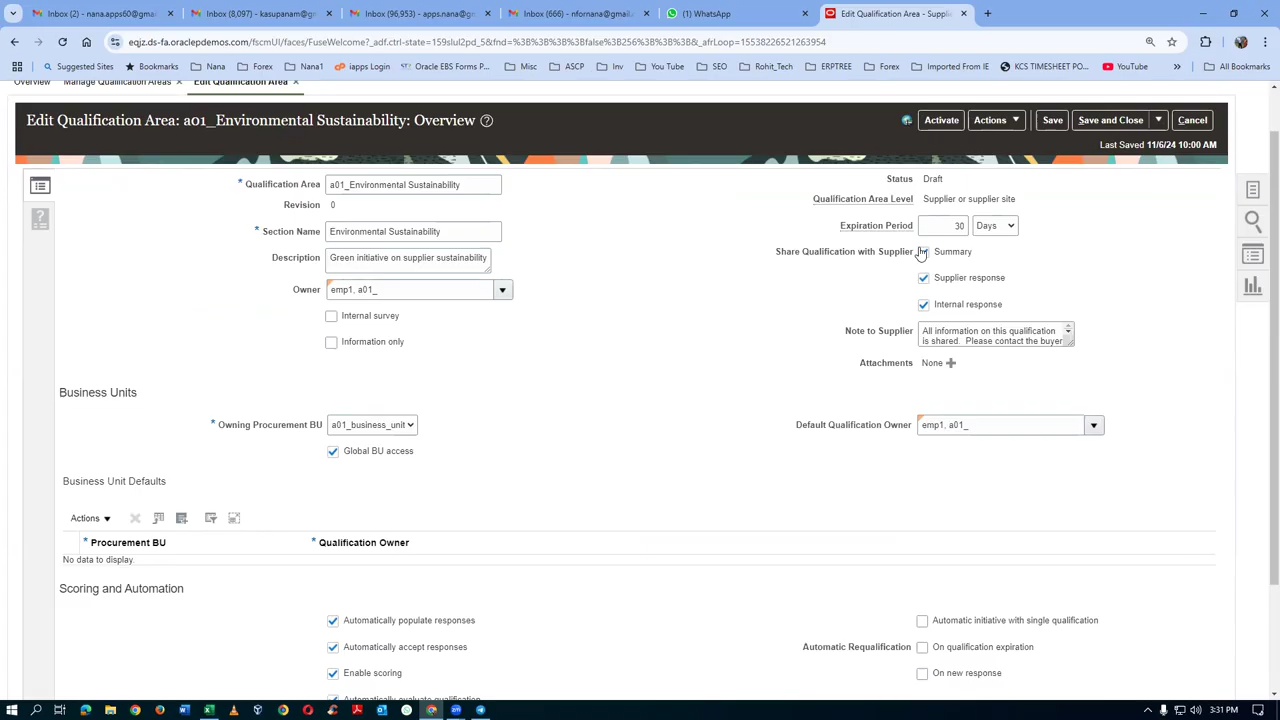 Inbox (2) - nana.apps60@gmail.
Inbox (8,097) - kasupanam@g
Inbox (96,953) - apps.nana@g
Inbox (666) - nfornana@gmail.
(1) WhatsApp
Edit Qualification Area - Supplie
eqjz.ds-fa.oraclepdemos.com/fscmUI/faces/FuseWelcome?_adf.ctrl-state=159slul2pd_5&fnd=%3B%3B%3B%3Bfalse%3B256%3B%3B%3B&_afrLoop=15538226521263954
Suggested Sites Bookmarks Nana Forex Nana1 iapps Login Oracle EBS Forms P... Misc ASCP Inv You Tube SEO Rohit_Tech ERPTREE Forex Imported From IE KCS TIMESHEET PO... YouTube All Bookmarks
Overview Manage Qualification Areas Edit Qualification Area
Edit Qualification Area: a01_Environmental Sustainability: Overview
Activate Actions Save Save and Close Cancel
Last Saved 11/6/24 10:00 AM
* Qualification Area a01_Environmental Sustainability
Revision 0
* Section Name Environmental Sustainability
Description Green initiative on supplier sustainability
Owner emp1, a01_
Internal survey
Information only
Status Draft
Qualification Area Level Supplier or supplier site
Expiration Period 30 Days
Share Qualification with Supplier Summary
Supplier response
Internal response
Note to Supplier All information on this qualification
is shared. Please contact the buyer
Attachments None
Business Units
* Owning Procurement BU a01_business_unit
Global BU access
Default Qualification Owner emp1, a01_
Business Unit Defaults
Actions
* Procurement BU * Qualification Owner
No data to display.
Scoring and Automation
Automatically populate responses
Automatically accept responses
Enable scoring
Automatically evaluate qualification
Automatic initiative with single qualification
Automatic Requalification On qualification expiration
On new response
3:31 PM